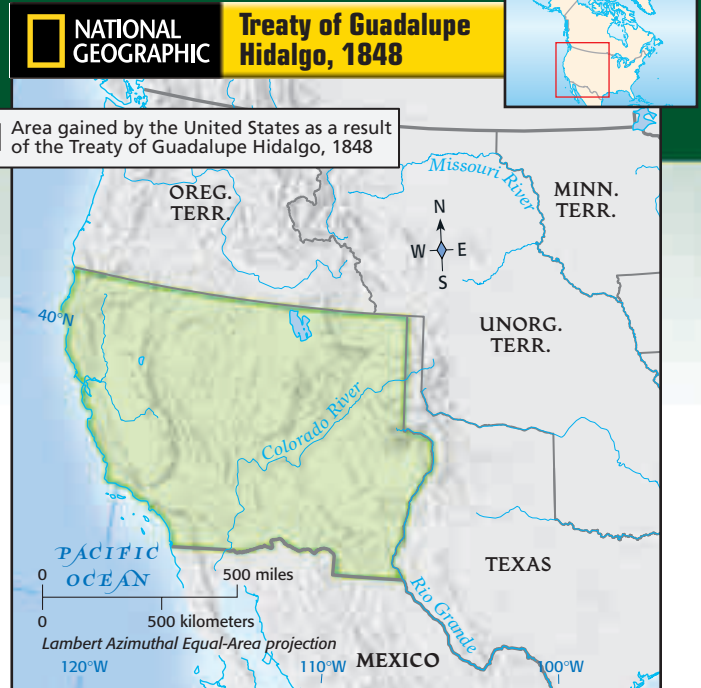 NATIONAL
GEOGRAPHIC
Treaty of Guadalupe
Hidalgo, 1848
Area gained by the United States as a result
of the Treaty of Guadalupe Hidalgo, 1848
OREG.
TERR.
Missouri River
MINN.
TERR.
N
W E
S
40°N
UNORG.
TERR.
Colorado River
PACIFIC
OCEAN
TEXAS
0 500 miles
0 500 kilometers
Lambert Azimuthal Equal-Area projection
Rio Grande
MEXICO
120°W 110°W 100°W